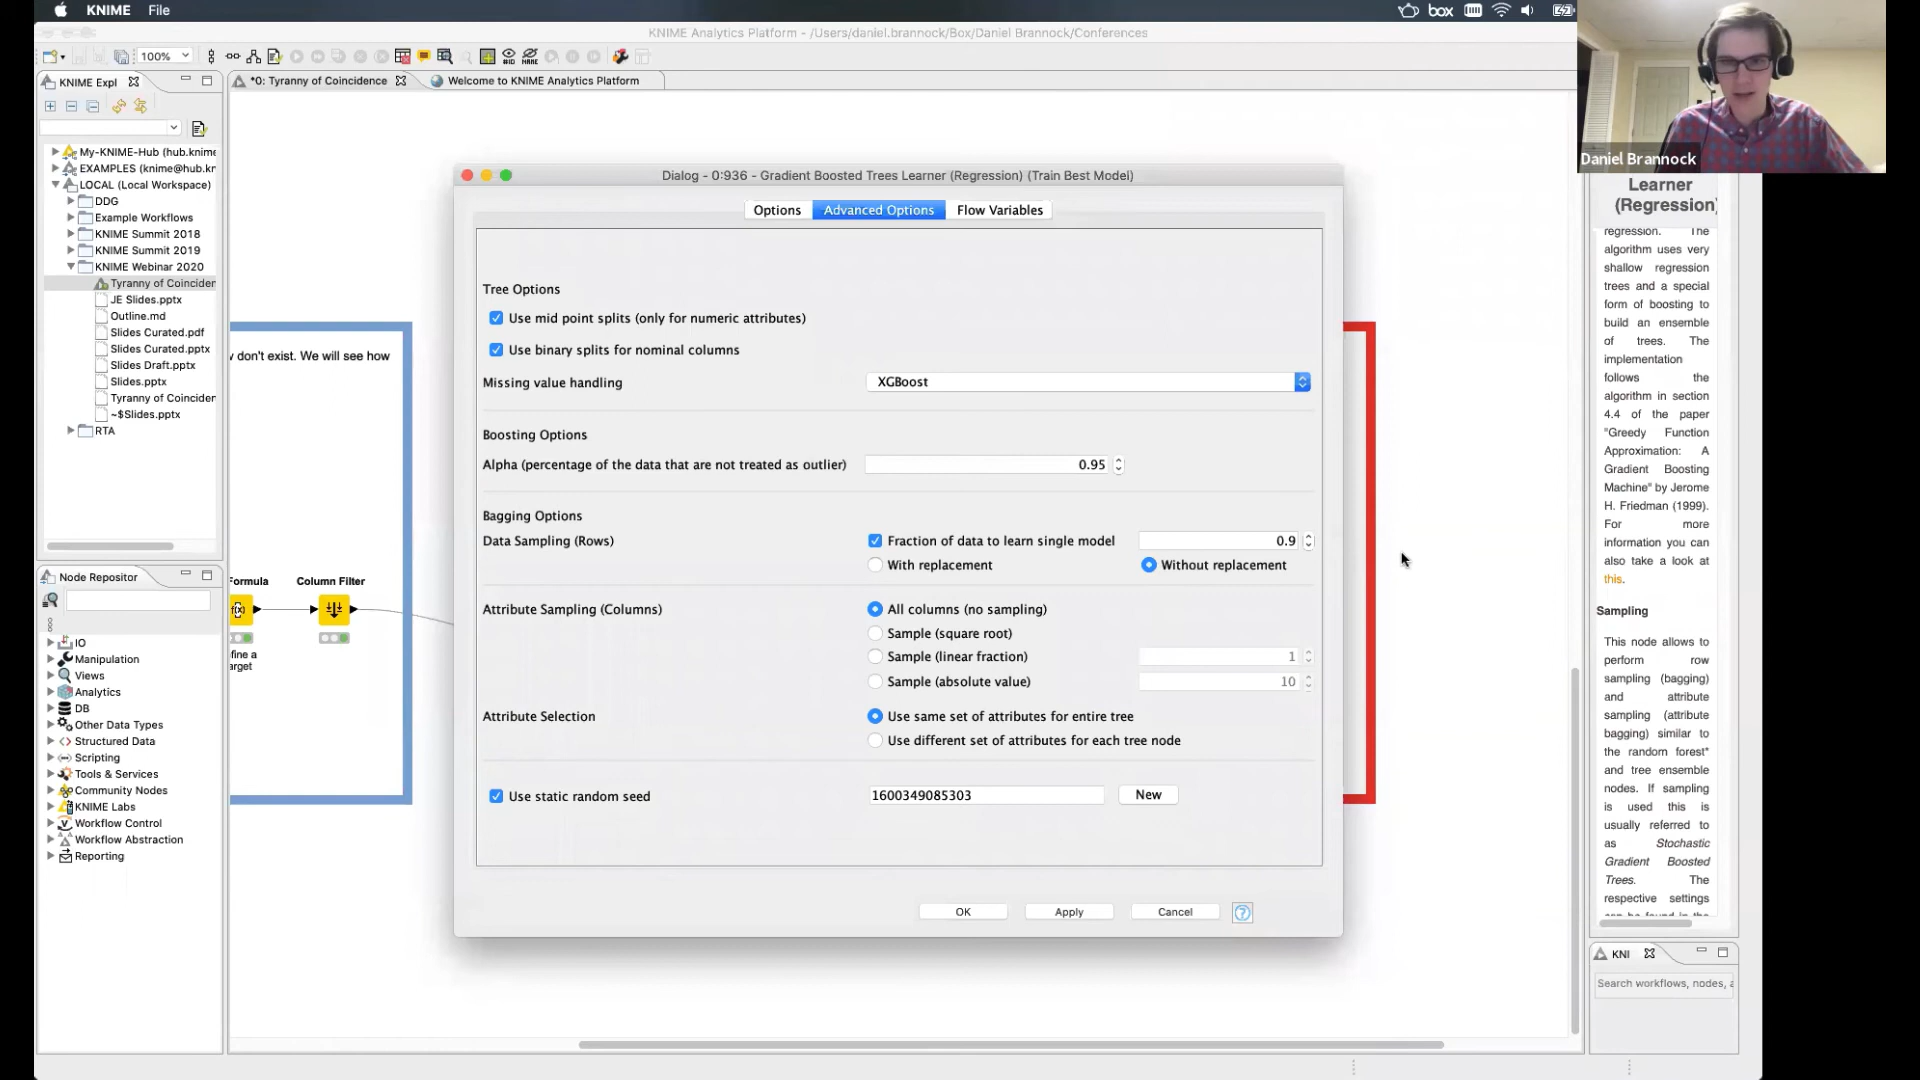 KNIME File
box
KNIME Analytics Platform - /Users/daniel.brannock/Box/Daniel Brannock/Conferences
100%
KNIME Expl
*0: Tyranny of Coincidence
Welcome to KNIME Analytics Platform
Daniel Brannock
My-KNIME-Hub (hub.knime
EXAMPLES (knime@hub.kn
LOCAL (Local Workspace)
DDG
Example Workflows
KNIME Summit 2018
KNIME Summit 2019
KNIME Webinar 2020
Tyranny of Coinciden
JE Slides.pptx
Outline.md
Slides Curated.pdf
Slides Curated.pptx
Slides Draft.pptx
Slides.pptx
Tyranny of Coinciden
~$Slides.pptx
RTA
Node Repositor
IO
Manipulation
Views
Analytics
DB
Other Data Types
Structured Data
Scripting
Tools & Services
Community Nodes
KNIME Labs
Workflow Control
Workflow Abstraction
Reporting
v don't exist. We will see how
Formula
Column Filter
fine a
arget
Dialog - 0:936 - Gradient Boosted Trees Learner (Regression) (Train Best Model)
Options Advanced Options Flow Variables
Tree Options
Use mid point splits (only for numeric attributes)
Use binary splits for nominal columns
Missing value handling XGBoost
Boosting Options
Alpha (percentage of the data that are not treated as outlier) 0.95
Bagging Options
Data Sampling (Rows) Fraction of data to learn single model 0.9
With replacement Without replacement
Attribute Sampling (Columns) All columns (no sampling)
Sample (square root)
Sample (linear fraction) 1
Sample (absolute value) 10
Attribute Selection Use same set of attributes for entire tree
Use different set of attributes for each tree node
Use static random seed 1600349085303 New
OK Apply Cancel ?
Learner
(Regression)
regression. The
algorithm uses very
shallow regression
trees and a special
form of boosting to
build an ensemble
of trees. The
implementation
follows the
algorithm in section
4.4 of the paper
"Greedy Function
Approximation: A
Gradient Boosting
Machine" by Jerome
H. Friedman (1999).
For more
information you can
also take a look at
this.
Sampling
This node allows to
perform row
sampling (bagging)
and attribute
sampling (attribute
bagging) similar to
the random forest*
and tree ensemble
nodes. If sampling
is used this is
usually referred to
as Stochastic
Gradient Boosted
Trees. The
respective settings
can be found in the
KNI
Search workflows, nodes, a